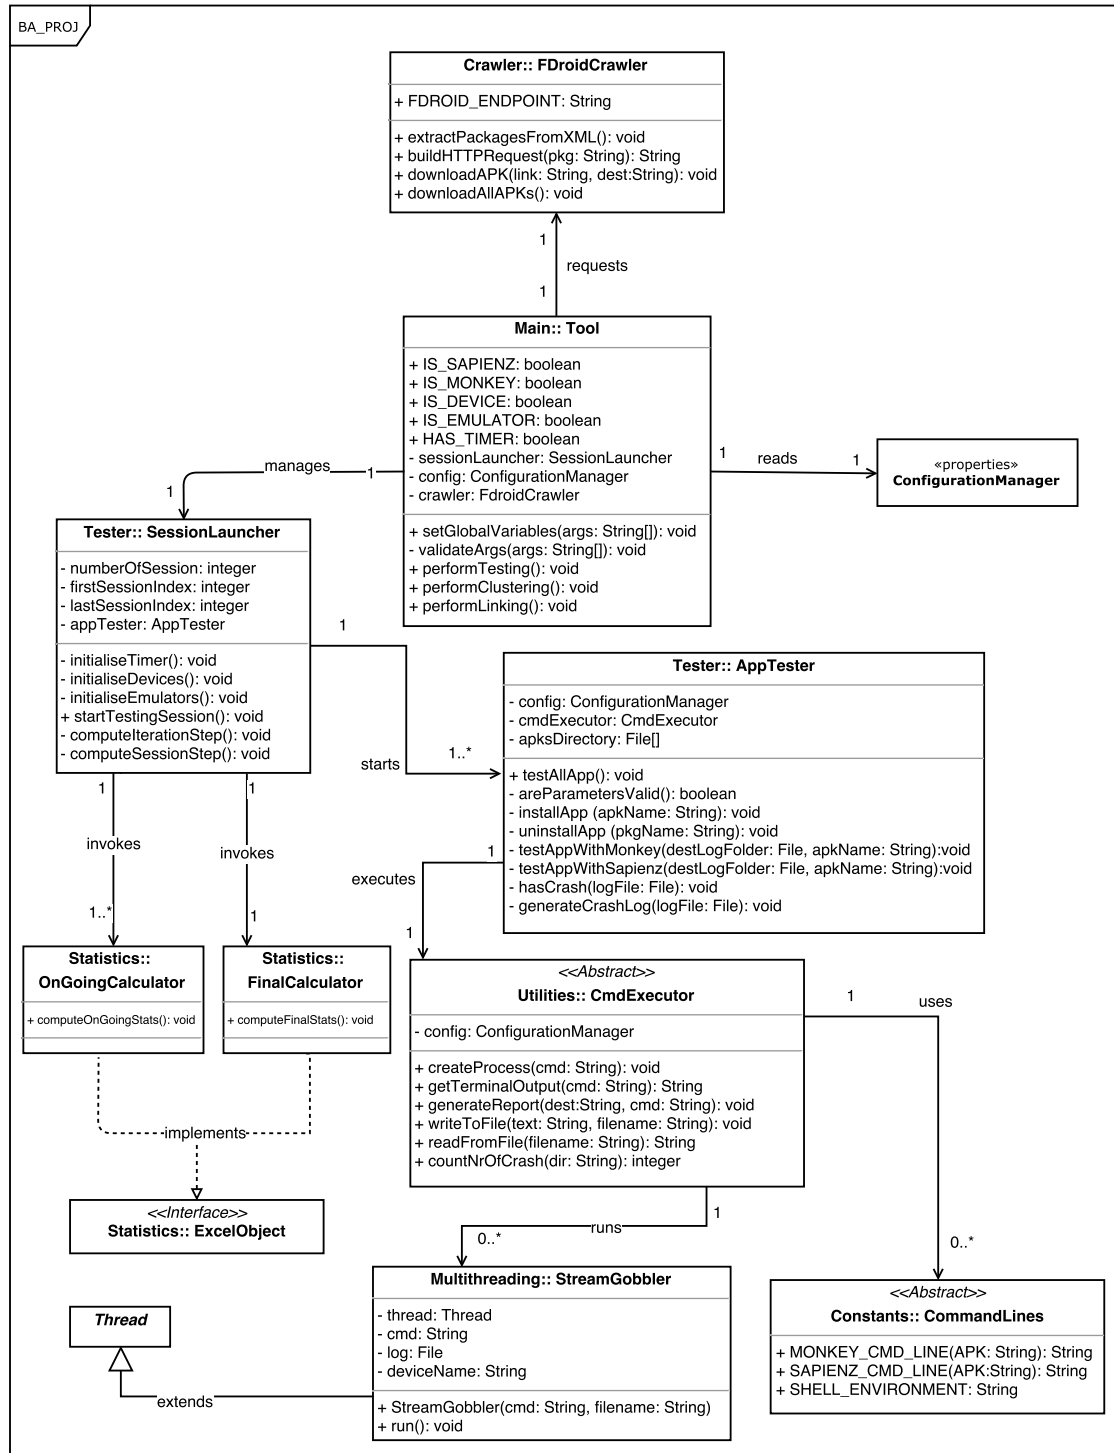 BA_PROJ
Crawler:: FDroidCrawler
+ FDROID_ENDPOINT: String
+ extractPackagesFromXML(): void
+ buildHTTPRequest(pkg: String): String
+ downloadAPK(link: String, dest:String): void
+ downloadAllAPKs(): void
1
requests
1
Main:: Tool
+ IS_SAPIENZ: boolean
+ IS_MONKEY: boolean
+ IS_DEVICE: boolean
+ IS_EMULATOR: boolean
+ HAS_TIMER: boolean
- sessionLauncher: SessionLauncher
- config: ConfigurationManager
- crawler: FdroidCrawler
+ setGlobalVariables(args: String[]): void
- validateArgs(args: String[]): void
+ performTesting(): void
+ performClustering(): void
+ performLinking(): void
1
reads
1
«properties»
ConfigurationManager
manages
1
1
Tester:: SessionLauncher
- numberOfSession: integer
- firstSessionIndex: integer
- lastSessionIndex: integer
- appTester: AppTester
- initialiseTimer(): void
- initialiseDevices(): void
- initialiseEmulators(): void
+ startTestingSession(): void
- computeIterationStep(): void
- computeSessionStep(): void
1
starts
1..*
Tester:: AppTester
- config: ConfigurationManager
- cmdExecutor: CmdExecutor
- apksDirectory: File[]
+ testAllApp(): void
- areParametersValid(): boolean
- installApp (apkName: String): void
- uninstallApp (pkgName: String): void
- testAppWithMonkey(destLogFolder: File, apkName: String):void
- testAppWithSapienz(destLogFolder: File, apkName: String):void
- hasCrash(logFile: File): void
- generateCrashLog(logFile: File): void
1
invokes
1..*
1
invokes
1
1
executes
1
Statistics::
OnGoingCalculator
+ computeOnGoingStats(): void
Statistics::
FinalCalculator
+ computeFinalStats(): void
implements
<<Interface>>
Statistics:: ExcelObject
<<Abstract>>
Utilities:: CmdExecutor
- config: ConfigurationManager
+ createProcess(cmd: String): void
+ getTerminalOutput(cmd: String): String
+ generateReport(dest:String, cmd: String): void
+ writeToFile(text: String, filename: String): void
+ readFromFile(filename: String): String
+ countNrOfCrash(dir: String): integer
1
uses
0..*
1
runs
0..*
Multithreading:: StreamGobbler
- thread: Thread
- cmd: String
- log: File
- deviceName: String
+ StreamGobbler(cmd: String, filename: String)
+ run(): void
Thread
extends
<<Abstract>>
Constants:: CommandLines
+ MONKEY_CMD_LINE(APK: String): String
+ SAPIENZ_CMD_LINE(APK:String): String
+ SHELL_ENVIRONMENT: String